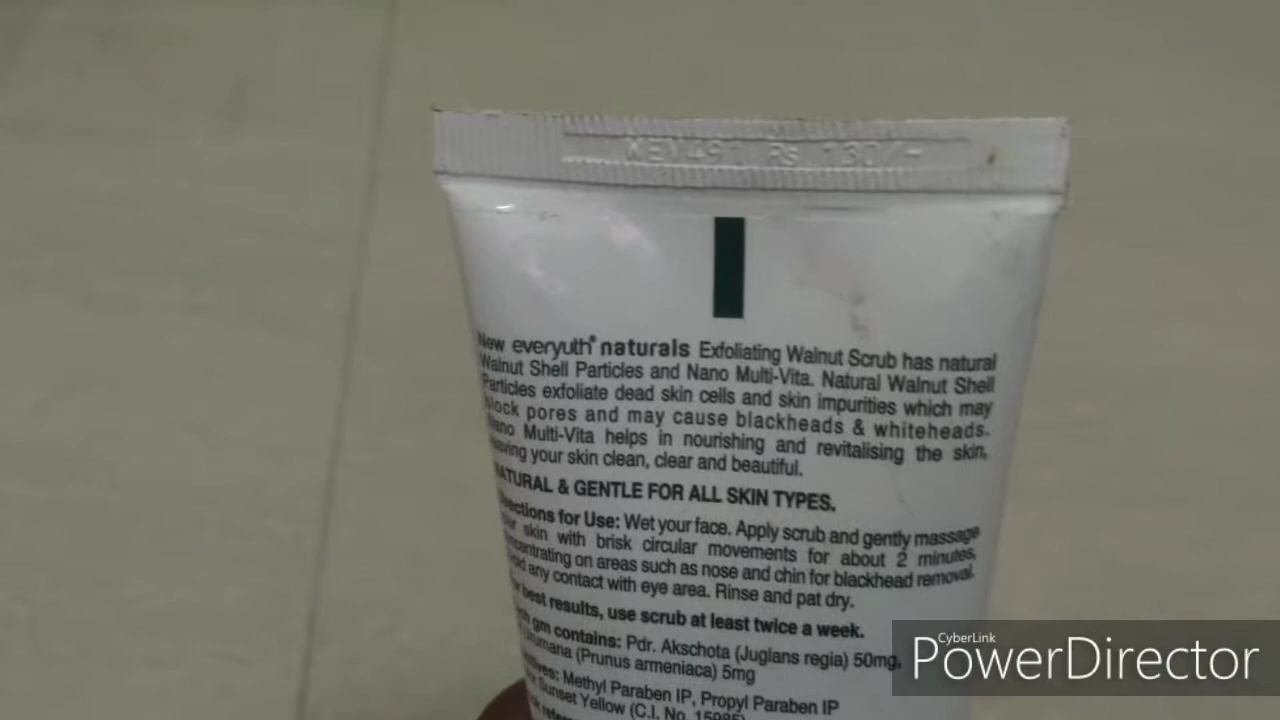 WEV491 Rs 130/-
New everyuth® naturals Exfoliating Walnut Scrub has natural
Walnut Shell Particles and Nano Multi-Vita. Natural Walnut Shell
Particles exfoliate dead skin cells and skin impurities which may
block pores and may cause blackheads & whiteheads.
Nano Multi-Vita helps in nourishing and revitalising the skin,
leaving your skin clean, clear and beautiful.
NATURAL & GENTLE FOR ALL SKIN TYPES.
Directions for Use: Wet your face. Apply scrub and gently massage
your skin with brisk circular movements for about 2 minutes,
concentrating on areas such as nose and chin for blackhead removal.
Avoid any contact with eye area. Rinse and pat dry.
For best results, use scrub at least twice a week.
Each gm contains: Pdr. Akschota (Juglans regia) 50mg,
(Prunus armeniaca) 5mg
Methyl Paraben IP, Propyl Paraben IP
Sunset Yellow (C.I. No. 15985)
CyberLink
PowerDirector